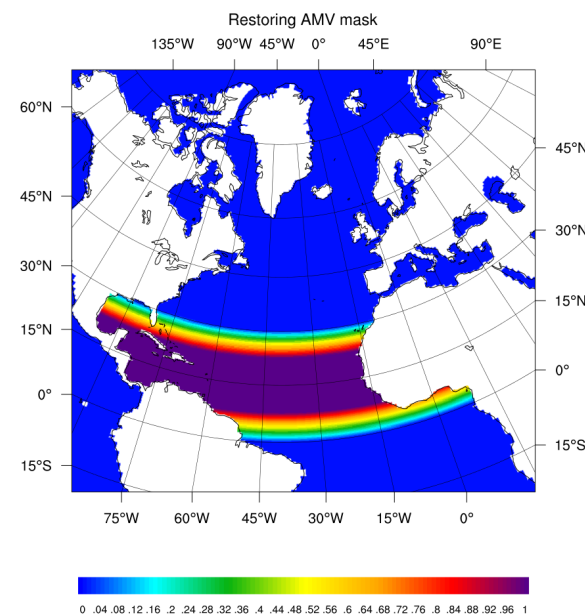 Restoring AMV mask
135°W 90°W 45°W 0° 45°E 90°E
60°N
45°N
45°N
30°N
30°N
15°N
15°N
0°
0°
15°S
15°S
75°W 60°W 45°W 30°W 15°W 0°
0 .04 .08 .12 .16 .2 .24 .28 .32 .36 .4 .44 .48 .52 .56 .6 .64 .68 .72 .76 .8 .84 .88 .92 .96 1